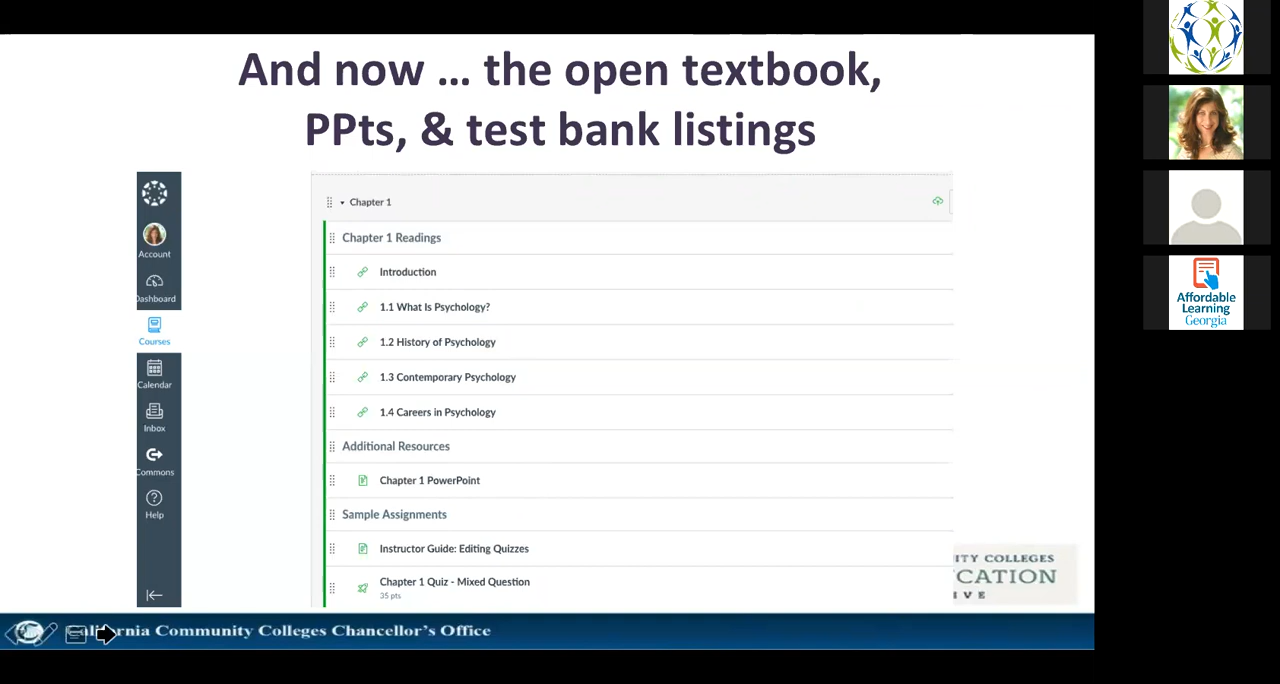 And now … the open textbook,
PPts, & test bank listings
Account
Dashboard
Courses
Calendar
Inbox
Commons
Help
Chapter 1
Chapter 1 Readings
Introduction
1.1 What Is Psychology?
1.2 History of Psychology
1.3 Contemporary Psychology
1.4 Careers in Psychology
Additional Resources
Chapter 1 PowerPoint
Sample Assignments
Instructor Guide: Editing Quizzes
Chapter 1 Quiz - Mixed Question
35 pts
ITY COLLEGES
CATION
I V E
California Community Colleges Chancellor's Office
Affordable
Learning
Georgia